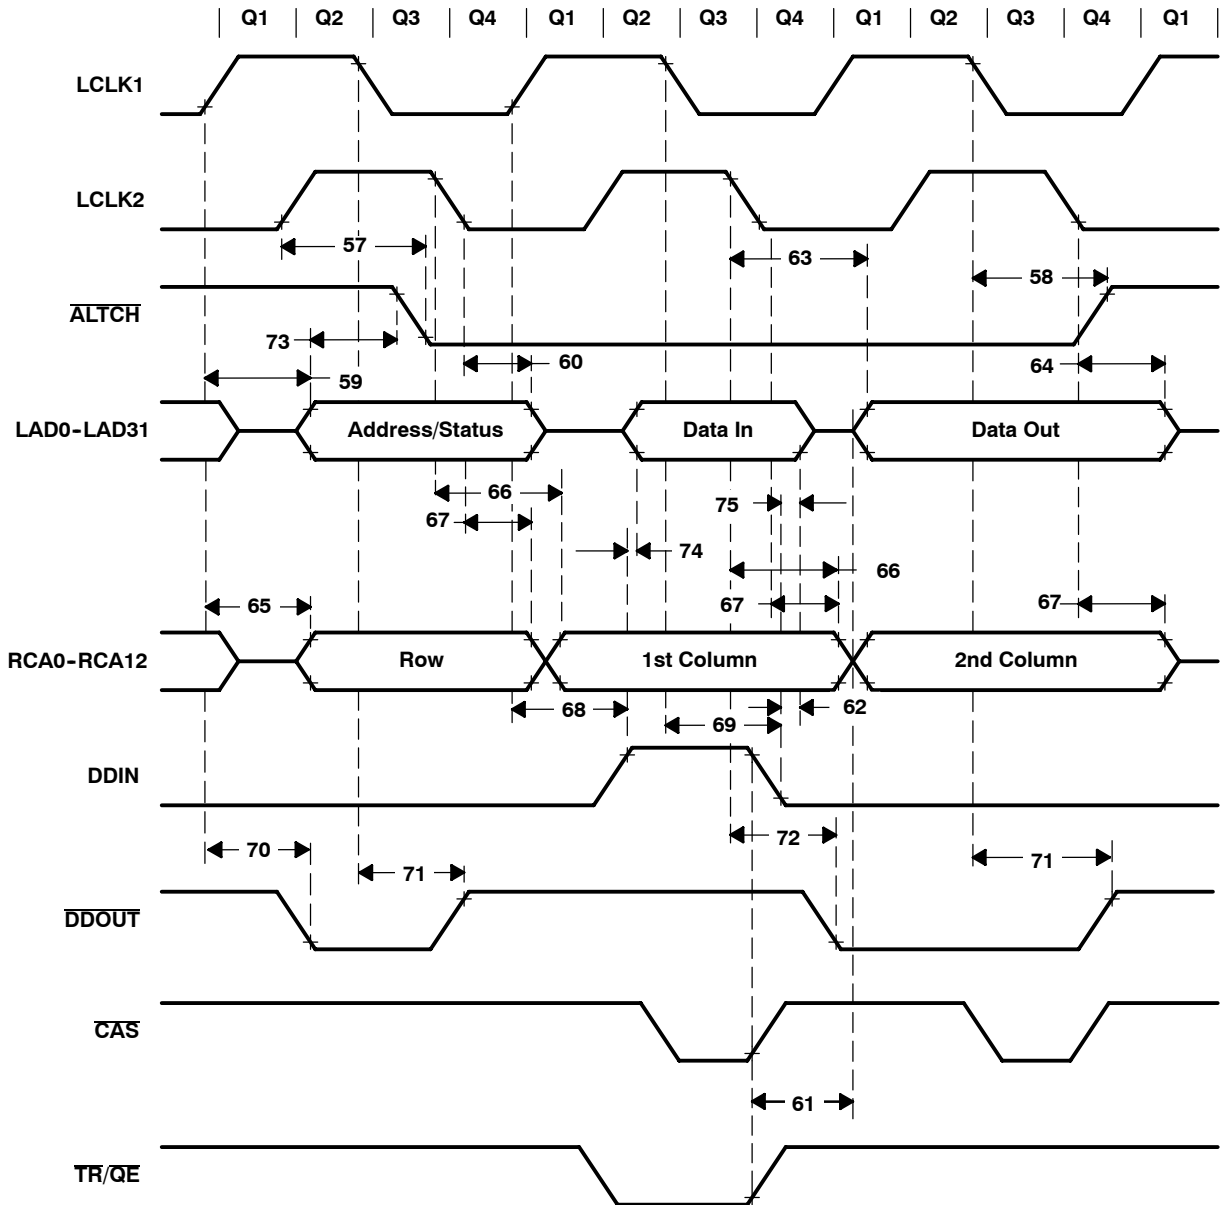 Q1 Q2 Q3 Q4 Q1 Q2 Q3 Q4 Q1 Q2 Q3 Q4 Q1
LCLK1
LCLK2
57
63
58
ALTCH
73
60
64
59
LAD0-LAD31 Address/Status Data In Data Out
66
75
67
74
66
65
67
67
RCA0-RCA12 Row 1st Column 2nd Column
68
62
69
DDIN
72
70
71
71
DDOUT
CAS
61
TR/QE